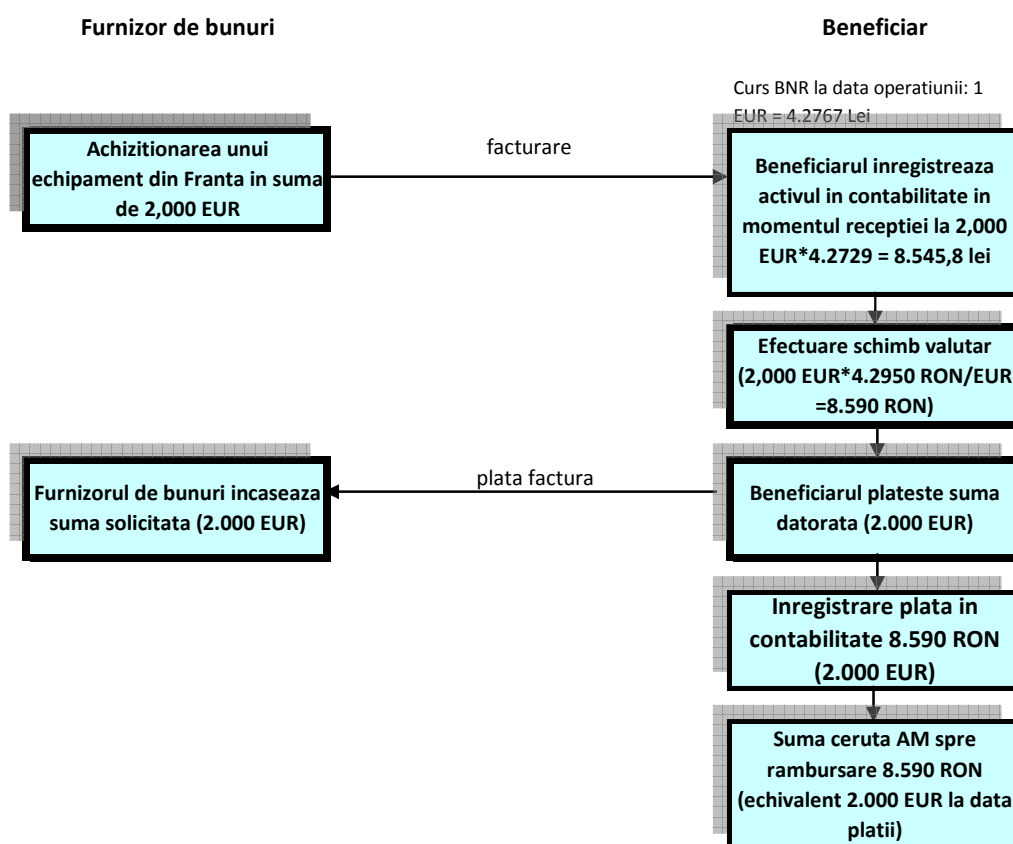 Furnizor de bunuri
Beneficiar
Curs BNR la data operatiunii: 1
EUR = 4.2767 Lei
Achizitionarea unui
echipament din Franta in suma
de 2,000 EUR
facturare
Beneficiarul inregistreaza
activul in contabilitate in
momentul receptiei la 2,000
EUR*4.2729 = 8.545,8 lei
Efectuare schimb valutar
(2,000 EUR*4.2950 RON/EUR
=8.590 RON)
Furnizorul de bunuri incaseaza
suma solicitata (2.000 EUR)
plata factura
Beneficiarul plateste suma
datorata (2.000 EUR)
Inregistrare plata in
contabilitate 8.590 RON
(2.000 EUR)
Suma ceruta AM spre
rambursare 8.590 RON
(echivalent 2.000 EUR la data
platii)